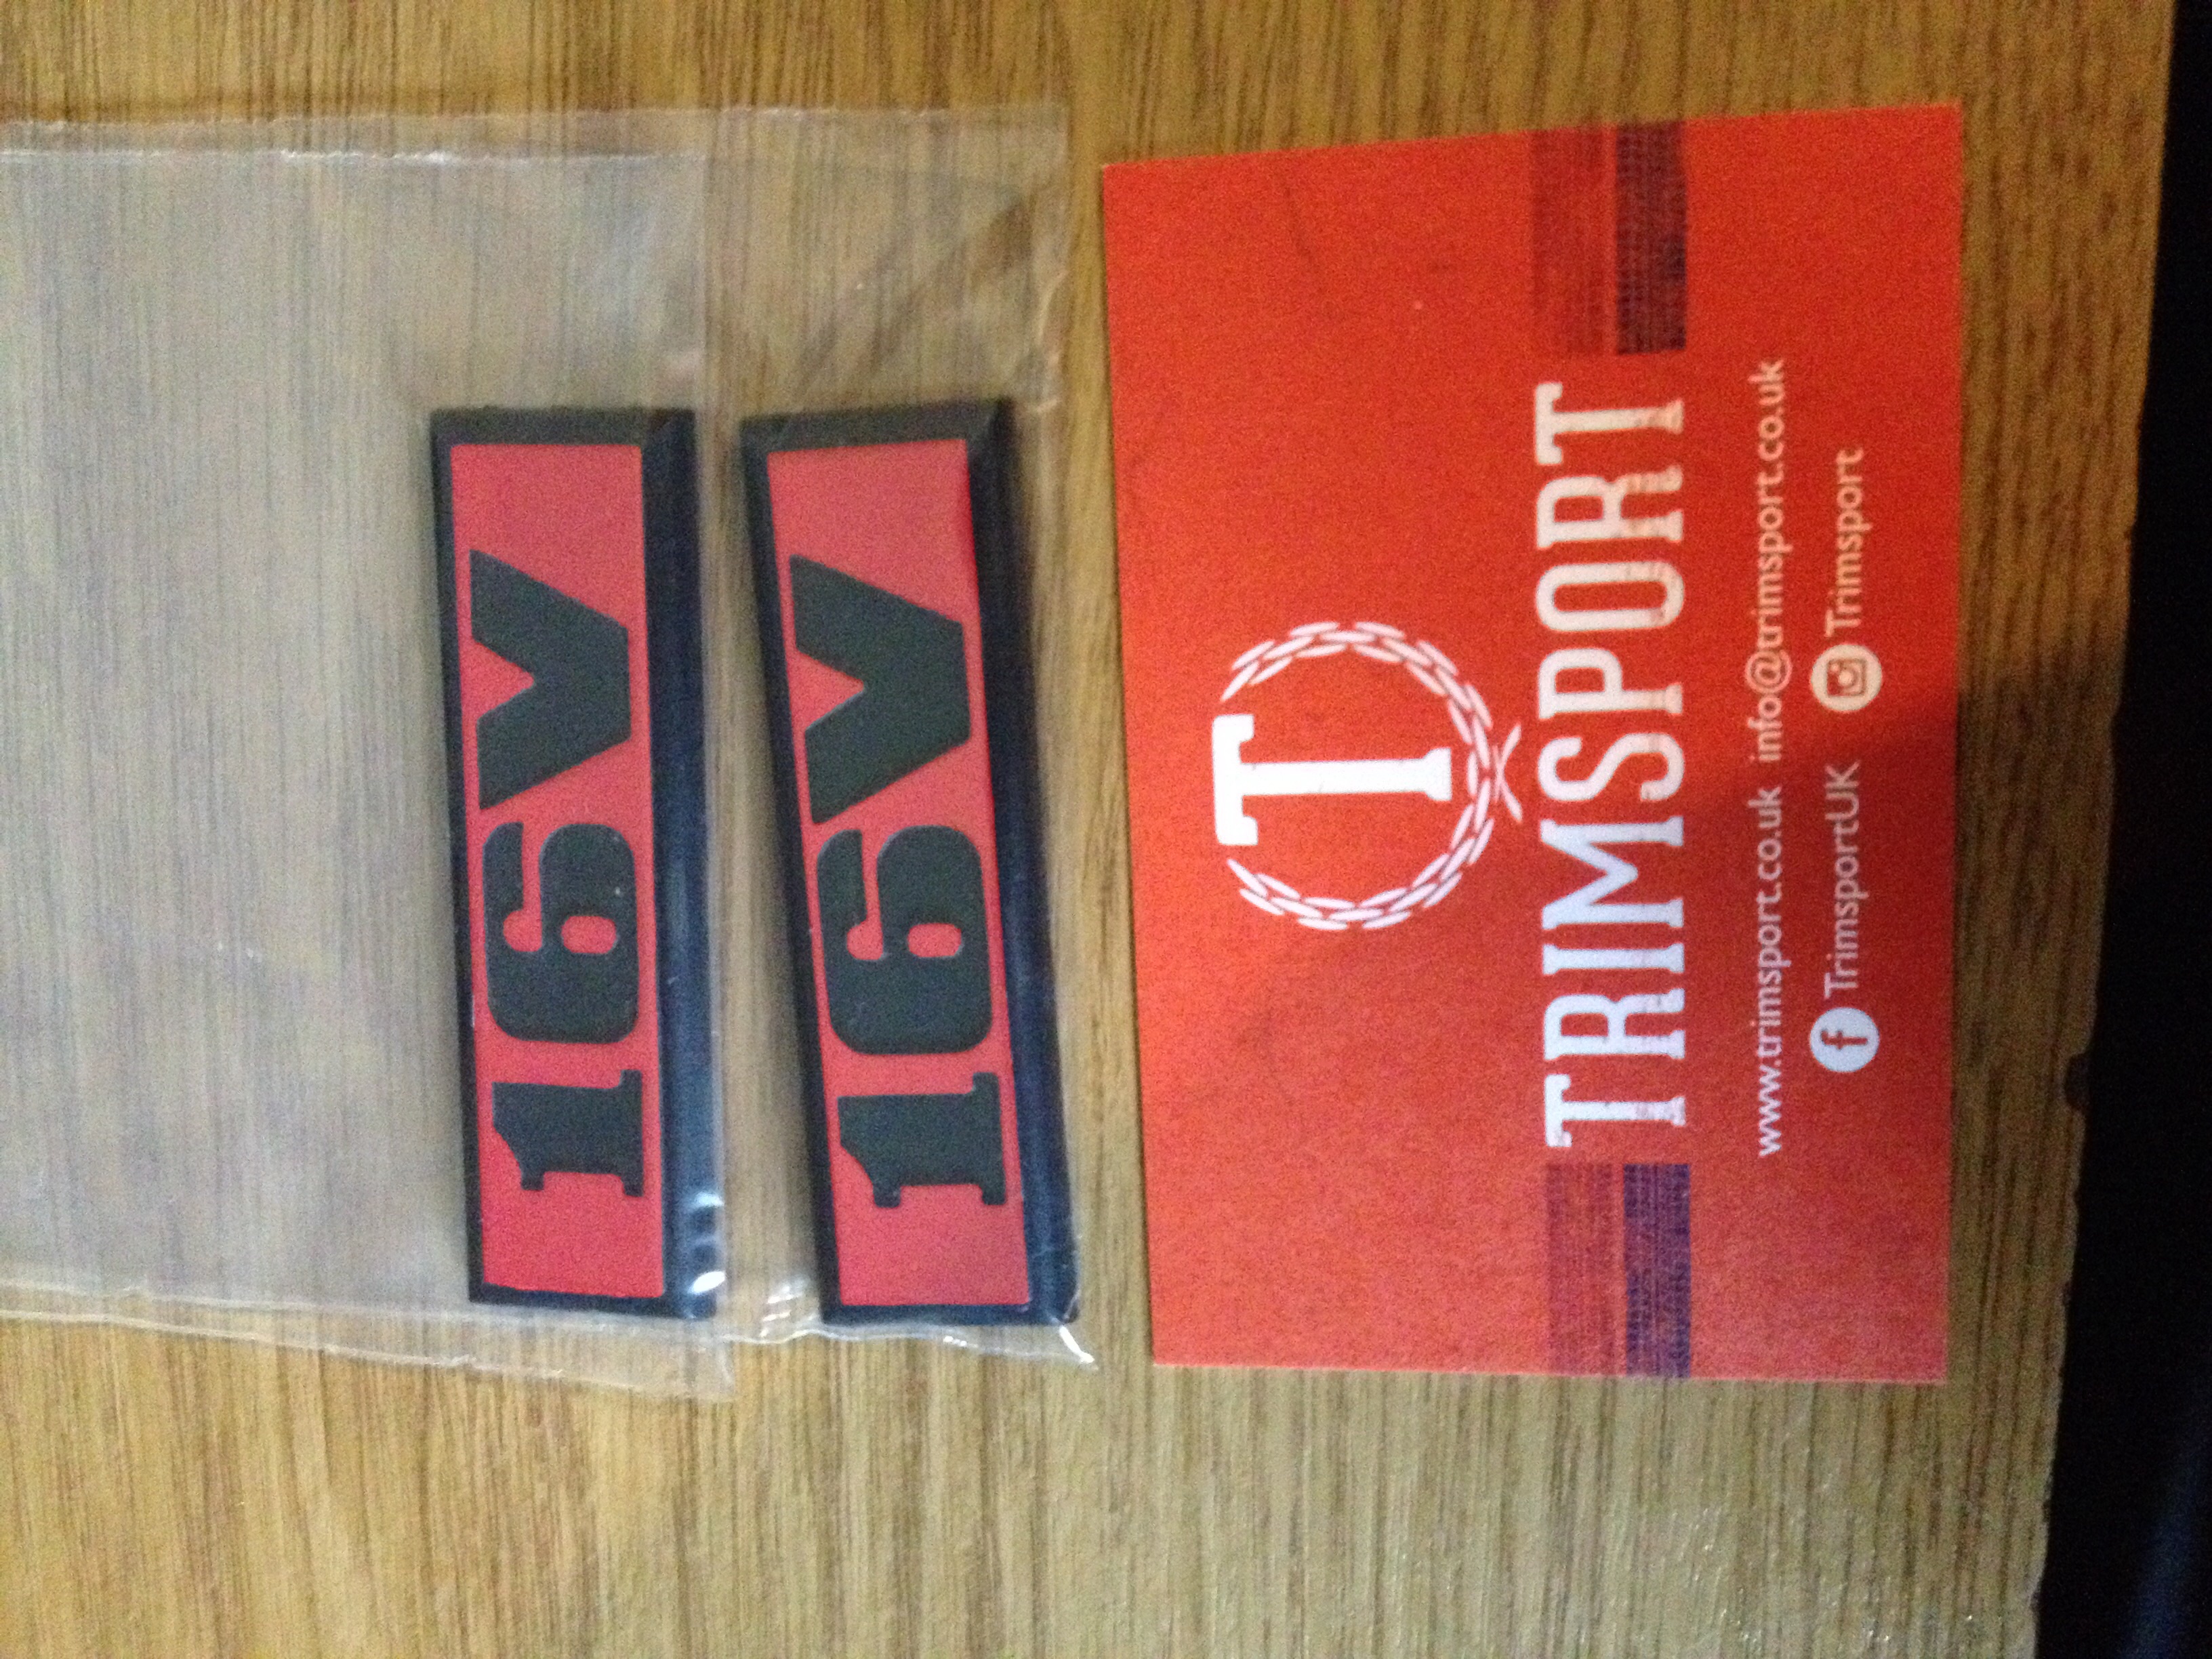 16V
16V
T
TRIMSPORT
www.trimsport.co.uk info@trimsport.co.uk
f TrimsportUK Trimsport